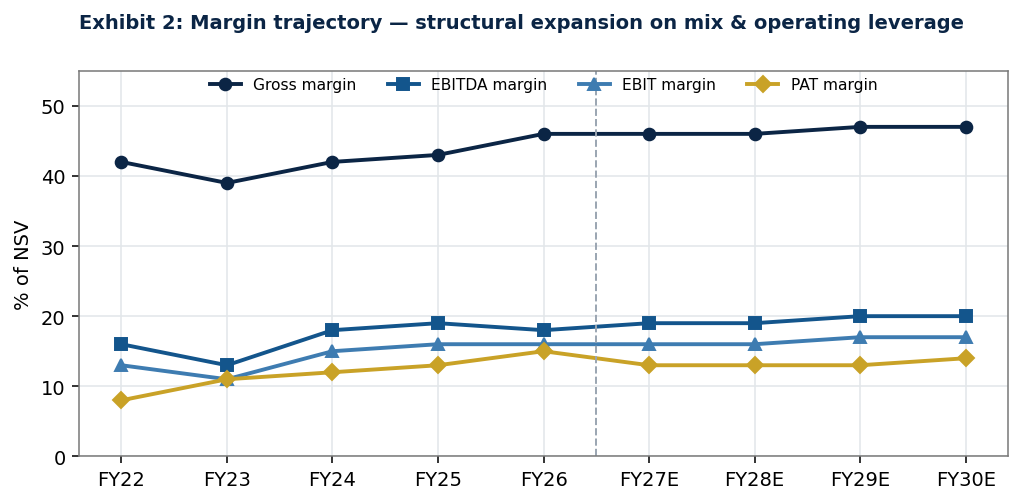 Exhibit 2: Margin trajectory — structural expansion on mix & operating leverage
Gross margin EBITDA margin EBIT margin PAT margin
% of NSV
50
40
30
20
10
0
FY22 FY23 FY24 FY25 FY26 FY27E FY28E FY29E FY30E